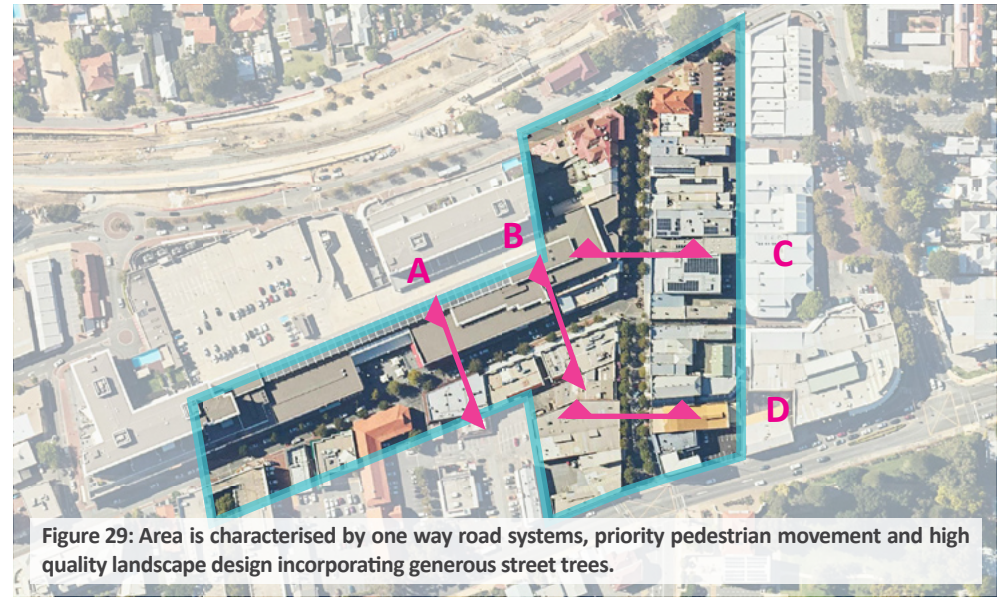 B
A
C
D
Figure 29: Area is characterised by one way road systems, priority pedestrian movement and high
quality landscape design incorporating generous street trees.